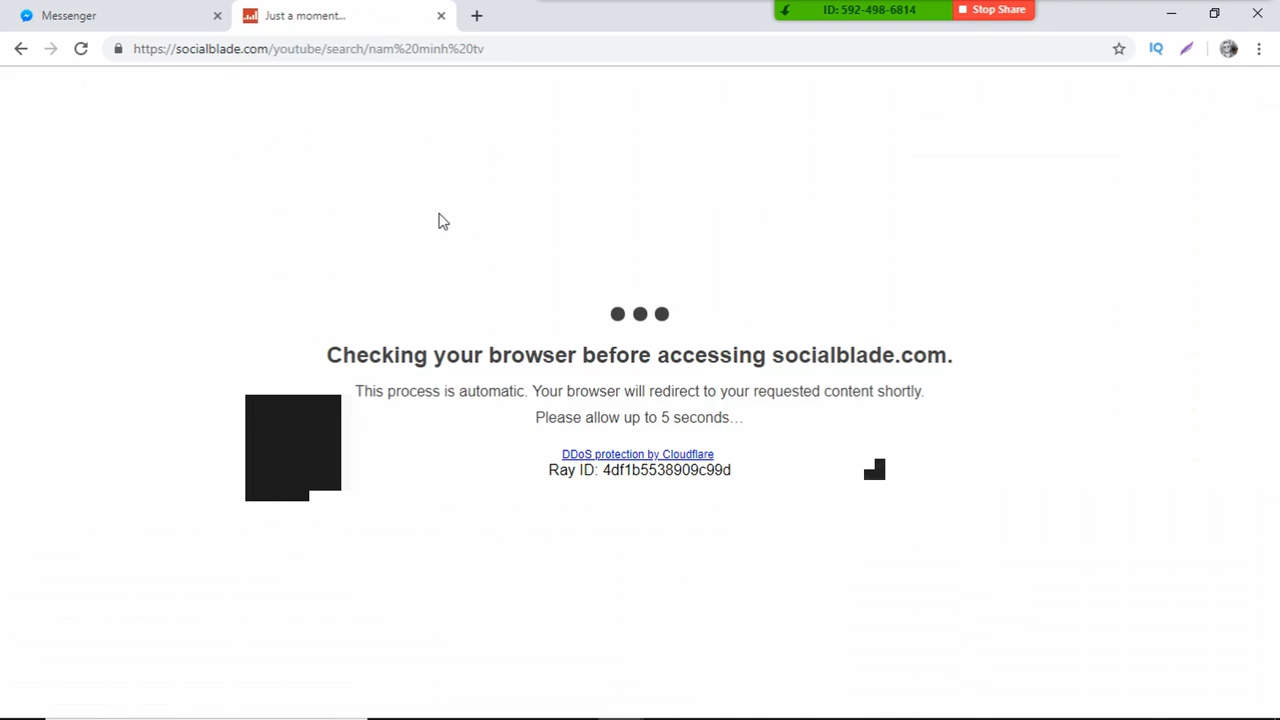 Messenger
Just a moment...
ID: 592-498-6814
Stop Share
https://socialblade.com/youtube/search/nam%20minh%20tv
IQ
Checking your browser before accessing socialblade.com.
This process is automatic. Your browser will redirect to your requested content shortly.
Please allow up to 5 seconds…
DDoS protection by Cloudflare
Ray ID: 4df1b5538909c99d